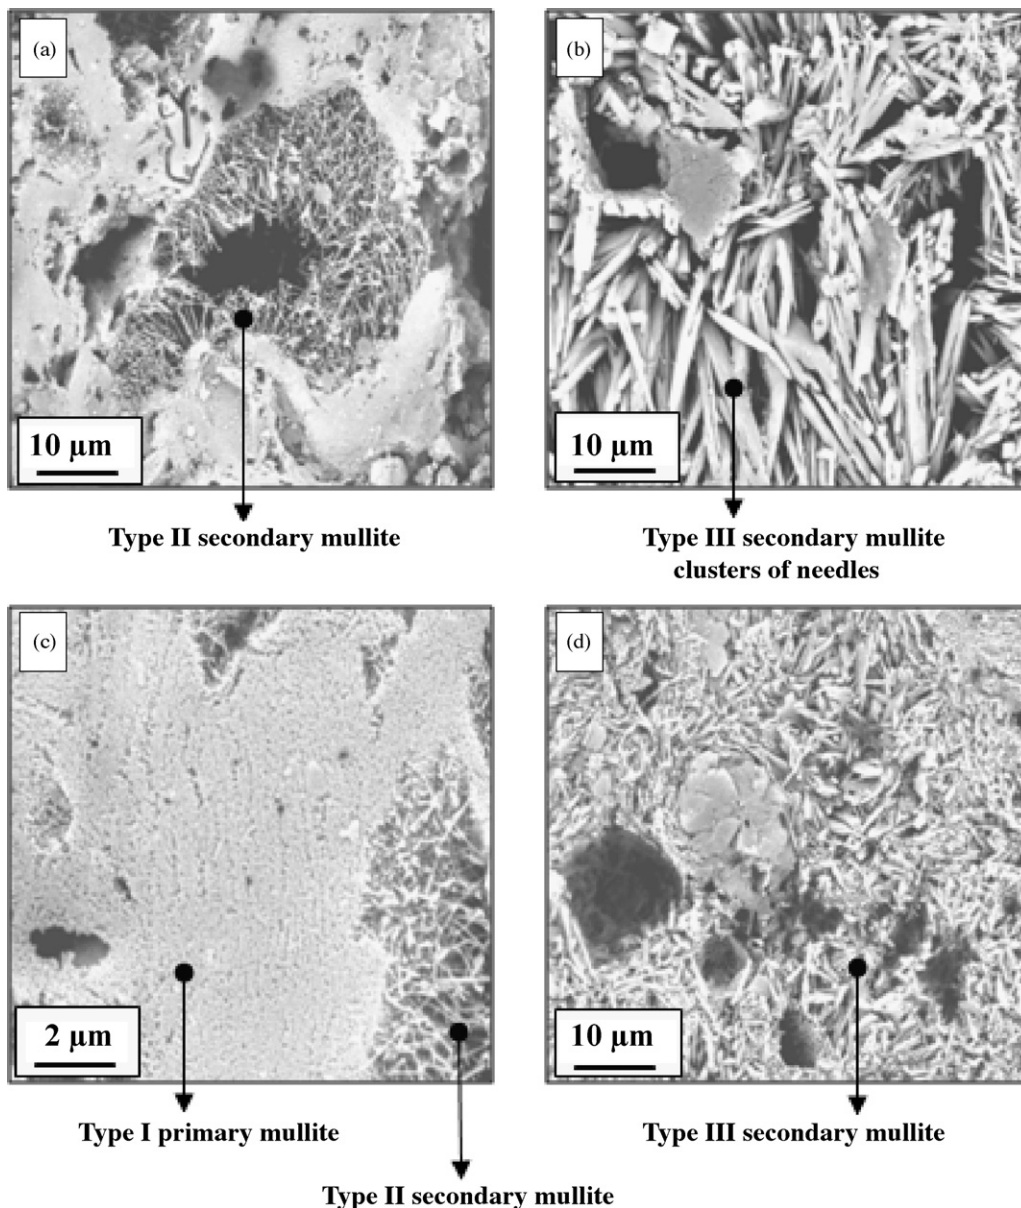 (a)
10 µm
Type II secondary mullite
(b)
10 µm
Type III secondary mullite
clusters of needles
(c)
2 µm
Type I primary mullite
Type II secondary mullite
(d)
10 µm
Type III secondary mullite